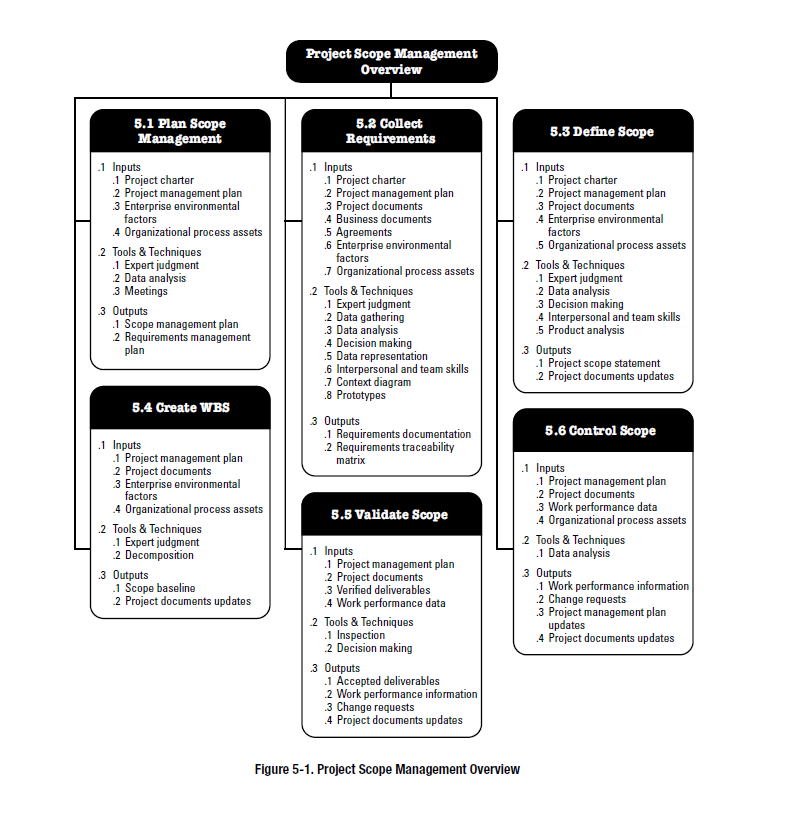 Project Scope Management
Overview
5.1 Plan Scope
Management
.1 Inputs
.1 Project charter
.2 Project management plan
.3 Enterprise environmental
factors
.4 Organizational process assets
.2 Tools & Techniques
.1 Expert judgment
.2 Data analysis
.3 Meetings
.3 Outputs
.1 Scope management plan
.2 Requirements management
plan
5.2 Collect
Requirements
.1 Inputs
.1 Project charter
.2 Project management plan
.3 Project documents
.4 Business documents
.5 Agreements
.6 Enterprise environmental
factors
.7 Organizational process assets
.2 Tools & Techniques
.1 Expert judgment
.2 Data gathering
.3 Data analysis
.4 Decision making
.5 Data representation
.6 Interpersonal and team skills
.7 Context diagram
.8 Prototypes
.3 Outputs
.1 Requirements documentation
.2 Requirements traceability
matrix
5.3 Define Scope
.1 Inputs
.1 Project charter
.2 Project management plan
.3 Project documents
.4 Enterprise environmental
factors
.5 Organizational process assets
.2 Tools & Techniques
.1 Expert judgment
.2 Data analysis
.3 Decision making
.4 Interpersonal and team skills
.5 Product analysis
.3 Outputs
.1 Project scope statement
.2 Project documents updates
5.4 Create WBS
.1 Inputs
.1 Project management plan
.2 Project documents
.3 Enterprise environmental
factors
.4 Organizational process assets
.2 Tools & Techniques
.1 Expert judgment
.2 Decomposition
.3 Outputs
.1 Scope baseline
.2 Project documents updates
5.5 Validate Scope
.1 Inputs
.1 Project management plan
.2 Project documents
.3 Verified deliverables
.4 Work performance data
.2 Tools & Techniques
.1 Inspection
.2 Decision making
.3 Outputs
.1 Accepted deliverables
.2 Work performance information
.3 Change requests
.4 Project documents updates
5.6 Control Scope
.1 Inputs
.1 Project management plan
.2 Project documents
.3 Work performance data
.4 Organizational process assets
.2 Tools & Techniques
.1 Data analysis
.3 Outputs
.1 Work performance information
.2 Change requests
.3 Project management plan
updates
.4 Project documents updates
Figure 5-1. Project Scope Management Overview